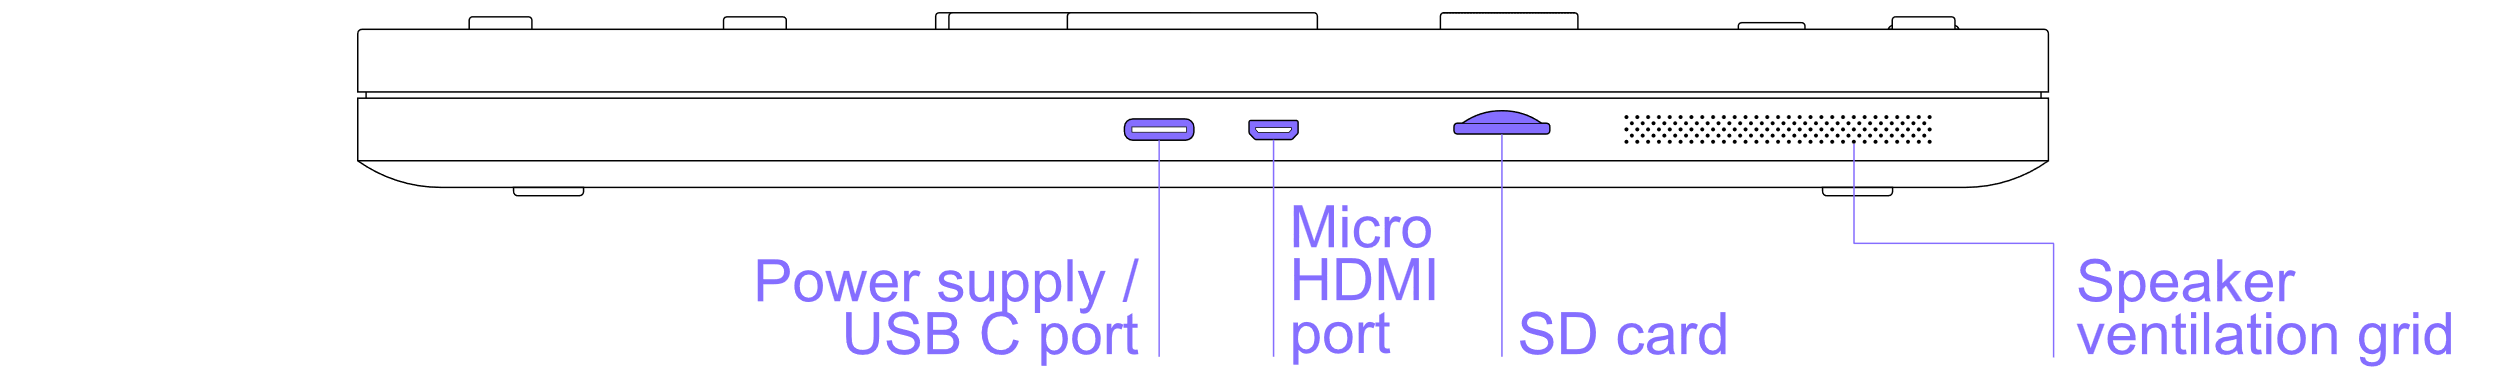 Power supply /
USB C port
Micro
HDMI
port
SD card
Speaker
ventilation grid